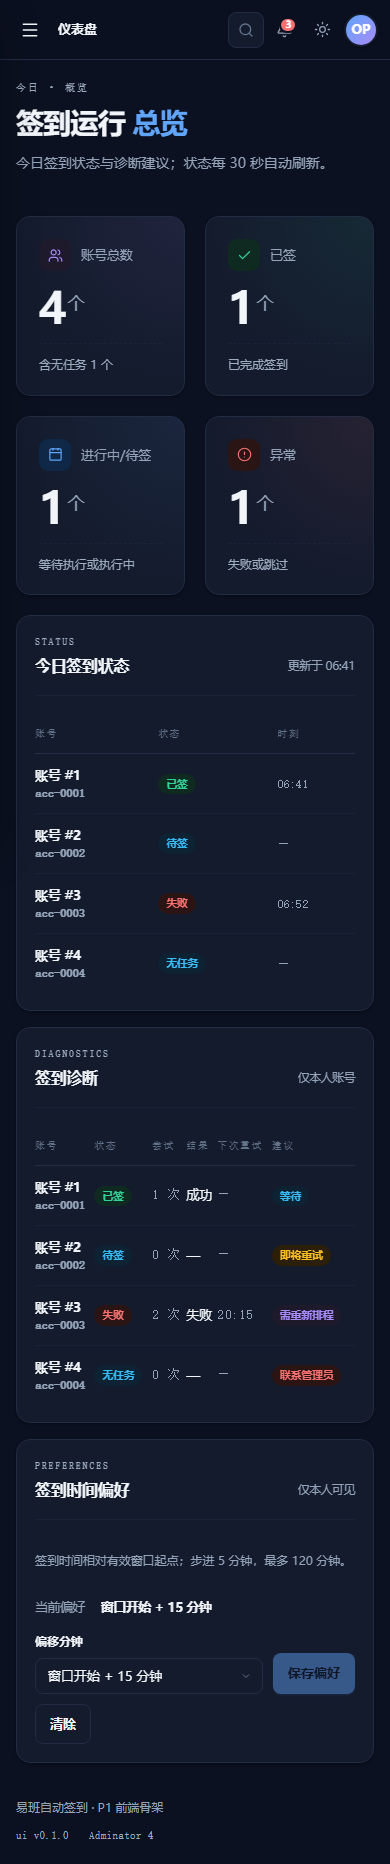 仪表盘
3
OP
今日 · 概览
签到运行 总览
今日签到状态与诊断建议；状态每 30 秒自动刷新。
账号总数
4个
含无任务 1 个
已签
1个
已完成签到
进行中/待签
1个
等待执行或执行中
异常
1个
失败或跳过
STATUS
今日签到状态 更新于 06:41
账号 状态 时刻
账号 #1
acc-0001 已签 06:41
账号 #2
acc-0002 待签 —
账号 #3
acc-0003 失败 06:52
账号 #4
acc-0004 无任务 —
DIAGNOSTICS
签到诊断 仅本人账号
账号 状态 尝试 结果 下次重试 建议
账号 #1
acc-0001 已签 1 次 成功 — 等待
账号 #2
acc-0002 待签 0 次 — — 即将重试
账号 #3
acc-0003 失败 2 次 失败 20:15 需重新排程
账号 #4
acc-0004 无任务 0 次 — — 联系管理员
PREFERENCES
签到时间偏好 仅本人可见
签到时间相对有效窗口起点；步进 5 分钟，最多 120 分钟。
当前偏好 窗口开始 + 15 分钟
偏移分钟
窗口开始 + 15 分钟 保存偏好
清除
易班自动签到 · P1 前端骨架
ui v0.1.0 Adminator 4